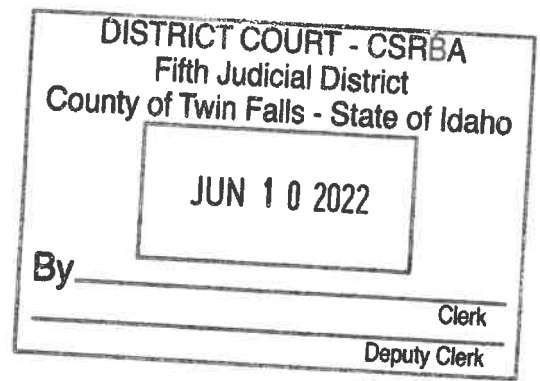 DISTRICT COURT - CSRBA
Fifth Judicial District
County of Twin Falls - State of Idaho
JUN 10 2022
By
Clerk
Deputy Clerk